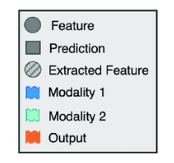 Feature
Prediction
Extracted Feature
Modality 1
Modality 2
Output